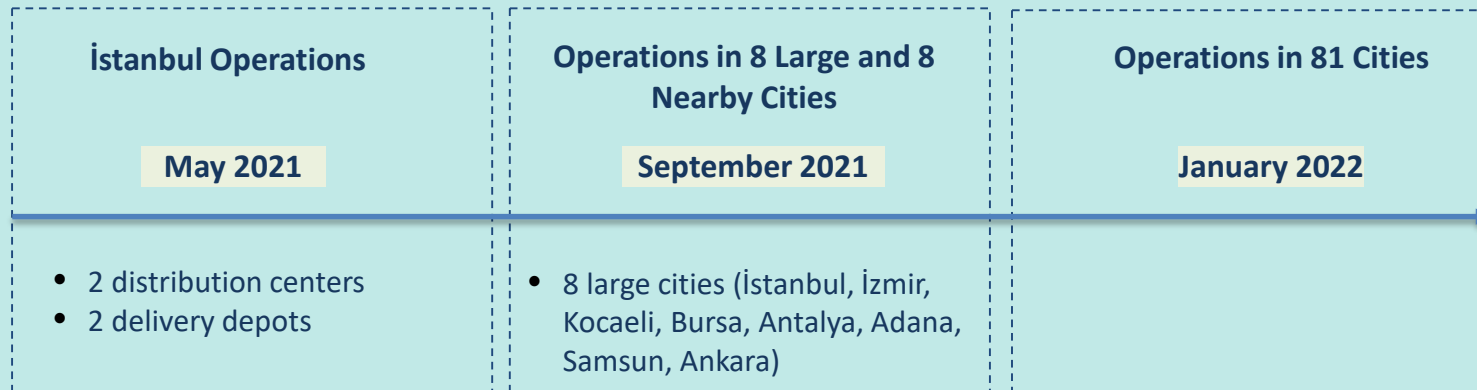 İstanbul Operations
May 2021
• 2 distribution centers
• 2 delivery depots
Operations in 8 Large and 8
Nearby Cities
September 2021
• 8 large cities (İstanbul, İzmir,
Kocaeli, Bursa, Antalya, Adana,
Samsun, Ankara)
Operations in 81 Cities
January 2022